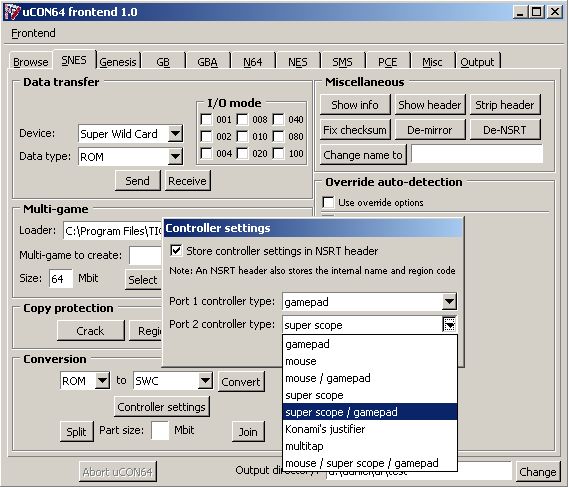 uCON64 frontend 1.0
Frontend
Browse SNES Genesis GB GBA N64 NES SMS PCE Misc Output
Data transfer
I/O mode
001 008 040
002 010 080
004 020 100
Device: Super Wild Card
Data type: ROM
Send Receive
Miscellaneous
Show info Show header Strip header
Fix checksum De-mirror De-NSRT
Change name to
Override auto-detection
Use override options
Multi-game
Loader: C:\Program Files\TIC
Multi-game to create:
Size: 64 Mbit Select
Copy protection
Crack Regi
Controller settings
Store controller settings in NSRT header
Note: An NSRT header also stores the internal name and region code
Port 1 controller type: gamepad
Port 2 controller type: super scope
gamepad
mouse
mouse / gamepad
super scope
super scope / gamepad
Konami's justifier
multitap
mouse / super scope / gamepad
Conversion
ROM to SWC Convert
Controller settings
Split Part size: Mbit Join
Abort uCON64 Output directory: Change